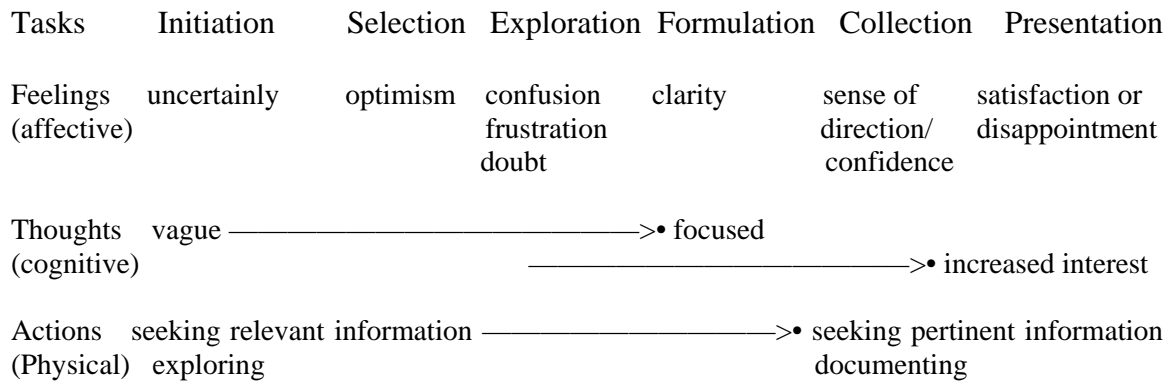 Tasks Initiation Selection Exploration Formulation Collection Presentation
Feelings uncertainly optimism confusion clarity sense of satisfaction or
(affective) frustration direction/ disappointment
doubt confidence
Thoughts vague ———————————————>• focused
(cognitive) ——————————————>• increased interest
Actions seeking relevant information ——————————>• seeking pertinent information
(Physical) exploring documenting